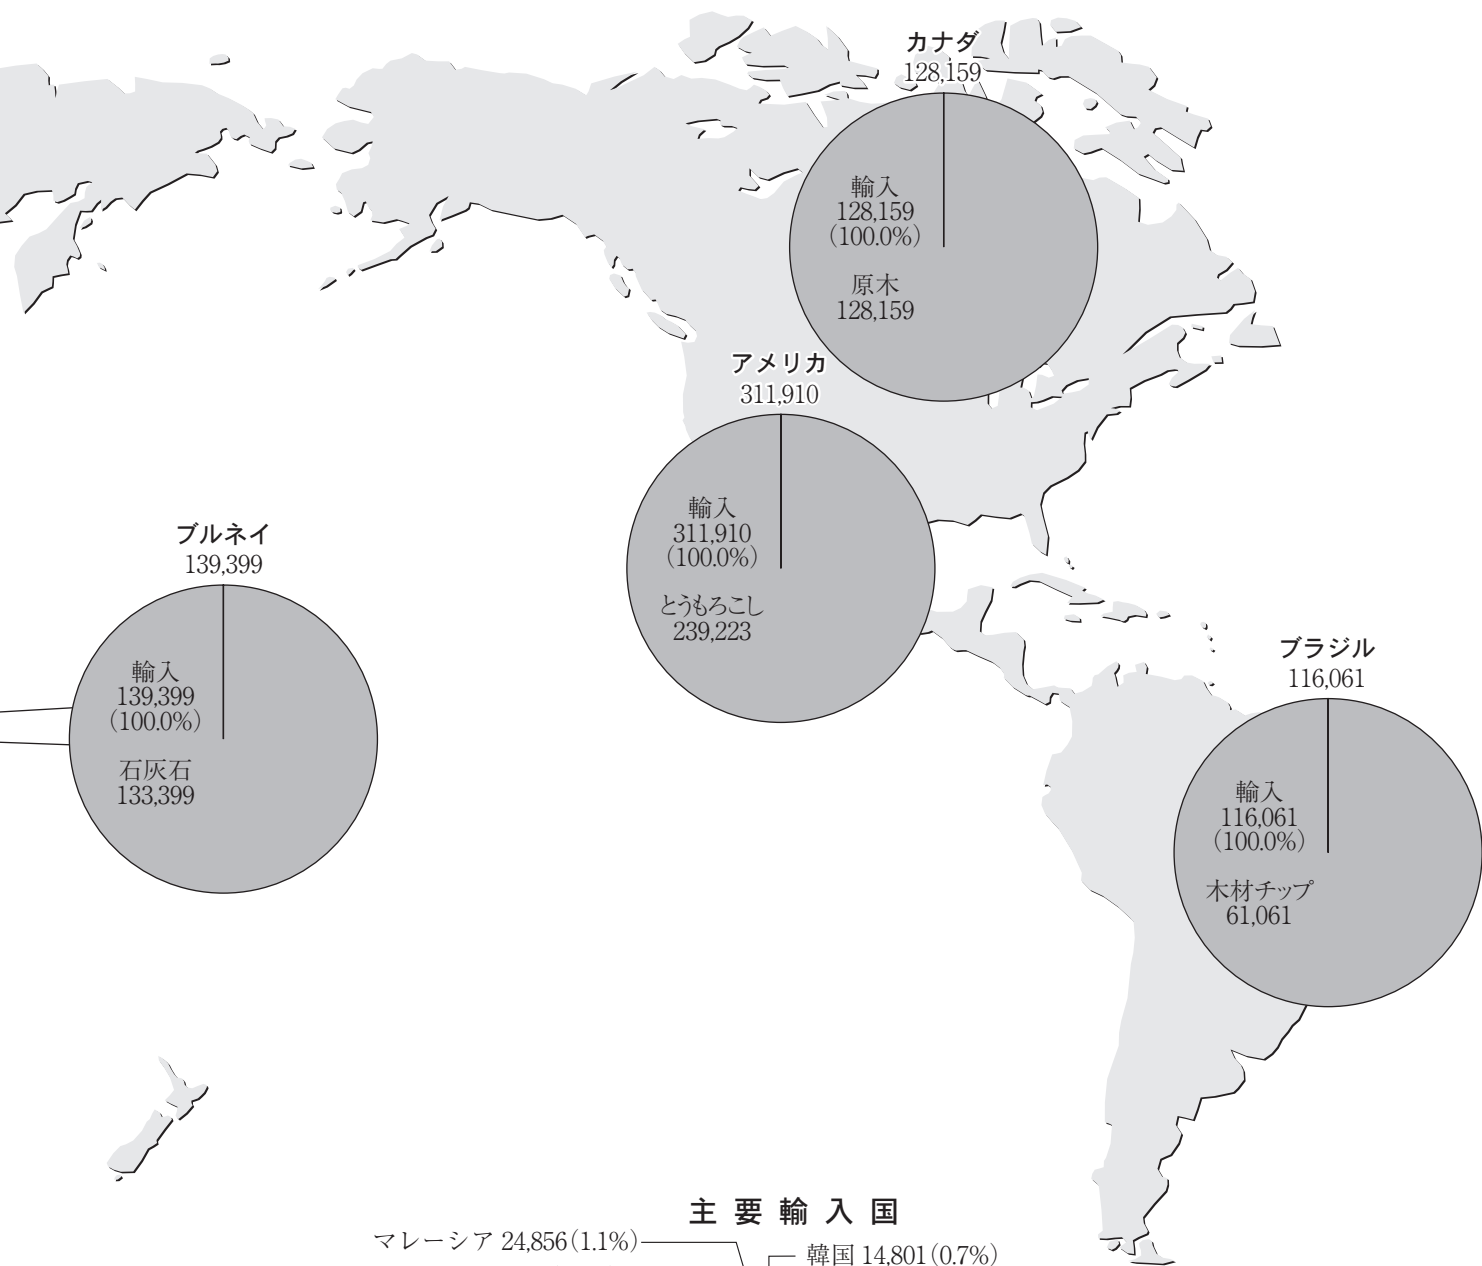 カナダ
128,159
輸入
128,159
(100.0%)
原木
128,159
アメリカ
311,910
輸入
311,910
(100.0%)
とうもろこし
239,223
ブルネイ
139,399
輸入
139,399
(100.0%)
石灰石
133,399
ブラジル
116,061
輸入
116,061
(100.0%)
木材チップ
61,061
主要輸入国
マレーシア 24,856(1.1%)
韓国 14,801(0.7%)